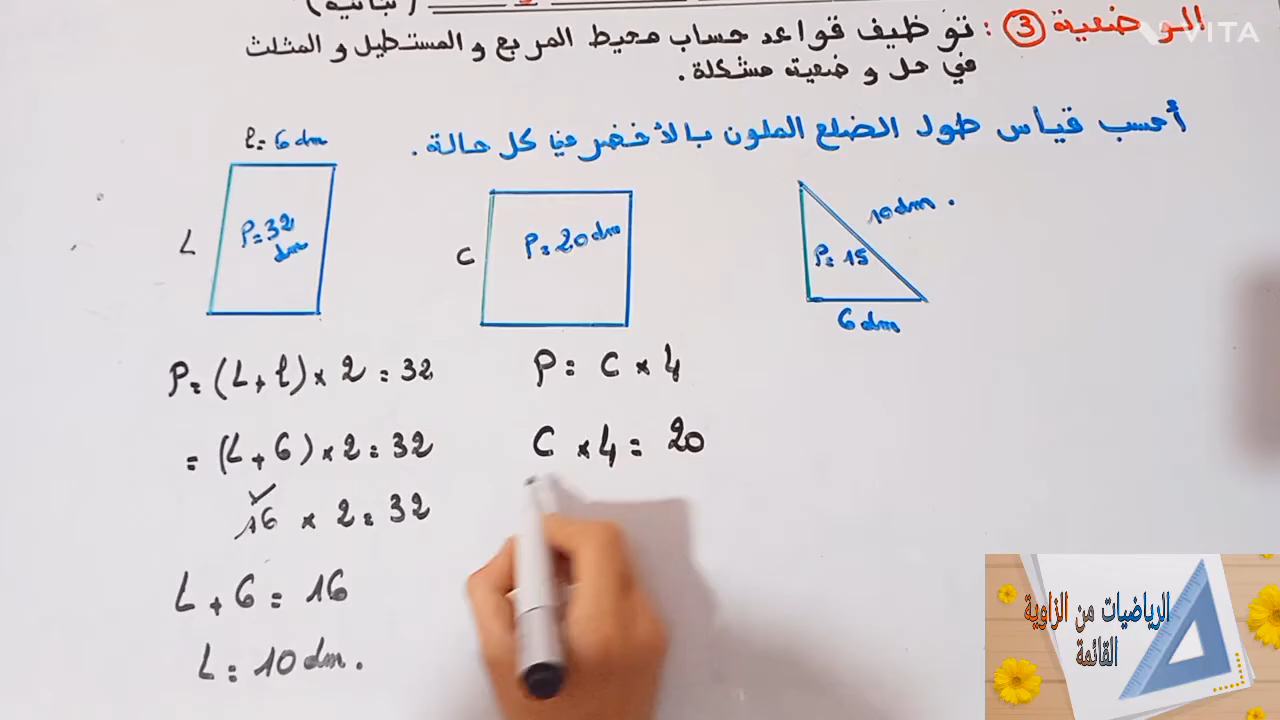 الوضعية 3 : توظيف قواعد حساب محيط المربع و المستطيل و المثلث
في حل وضعية مشكلة .
VITA
أحسب قياس طول الضلع الملون بالأخضر في كل حالة .
l = 6 dm
L
P = 32
dm
C
P = 20 dm
10 dm .
P = 15
6 dm
P = (L + l) × 2 = 32
= (L + 6) × 2 = 32
16 × 2 = 32
L + 6 = 16
L = 10 dm .
P = C × 4
C × 4 = 20
الرياضيات من الزاوية
القائمة